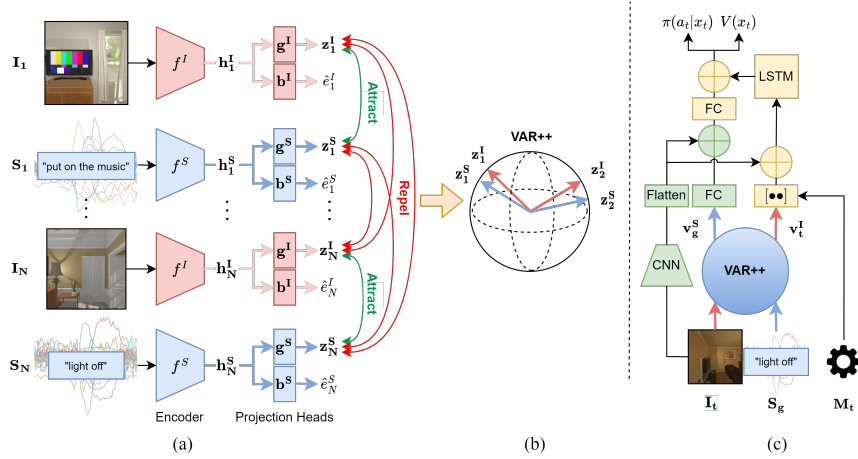 I₁
f^I
h₁^I
g^I
z₁^I
b^I
ê₁^I
S₁
"put on the music"
f^S
h₁^S
g^S
z₁^S
b^S
ê₁^S
I_N
f^I
h_N^I
g^I
z_N^I
b^I
ê_N^I
S_N
"light off"
f^S
h_N^S
g^S
z_N^S
b^S
ê_N^S
Attract
Attract
Repel
Encoder
Projection Heads
(a)
VAR++
z₁^I
z₁^S
z₂^I
z₂^S
(b)
π(a_t|x_t)
V(x_t)
LSTM
FC
Flatten
FC
[●●]
v_g^S
v_t^I
CNN
VAR++
"light off"
I_t
S_g
M_t
(c)